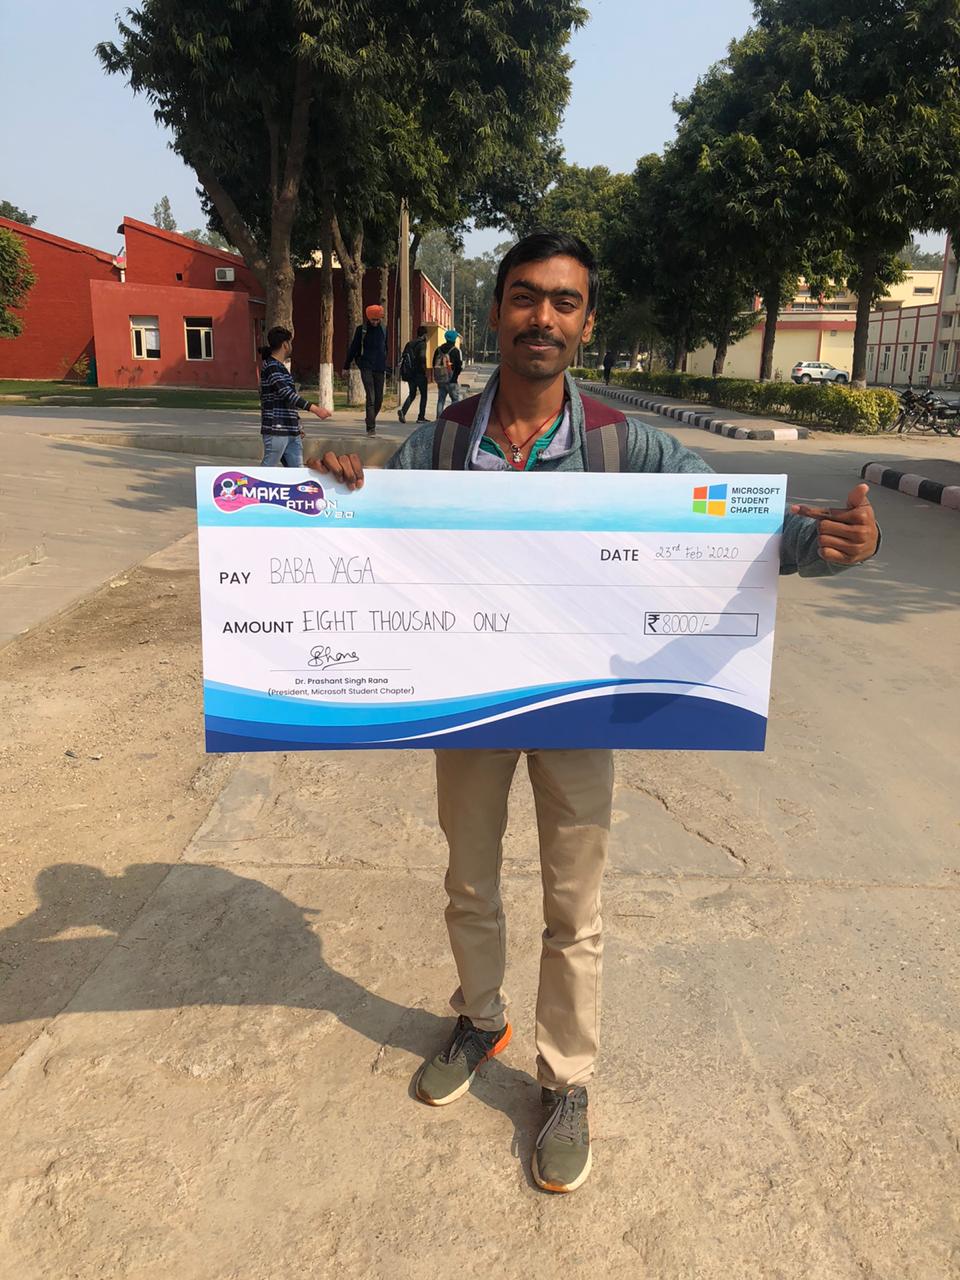 MAKE
ATHON
V 2.0
MICROSOFT
STUDENT
CHAPTER
DATE 23rd Feb '2020
PAY BABA YAGA
AMOUNT EIGHT THOUSAND ONLY ₹ 8000/-
Dr. Prashant Singh Rana
(President, Microsoft Student Chapter)